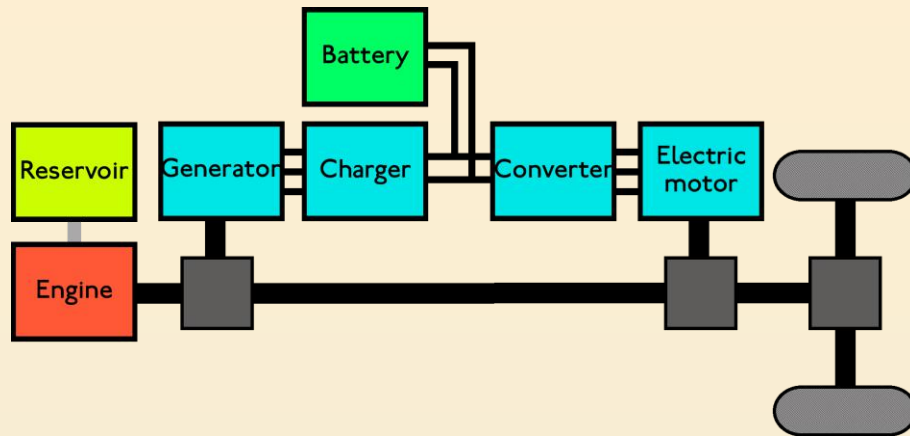 Battery
Reservoir
Generator
Charger
Converter
Electric
motor
Engine